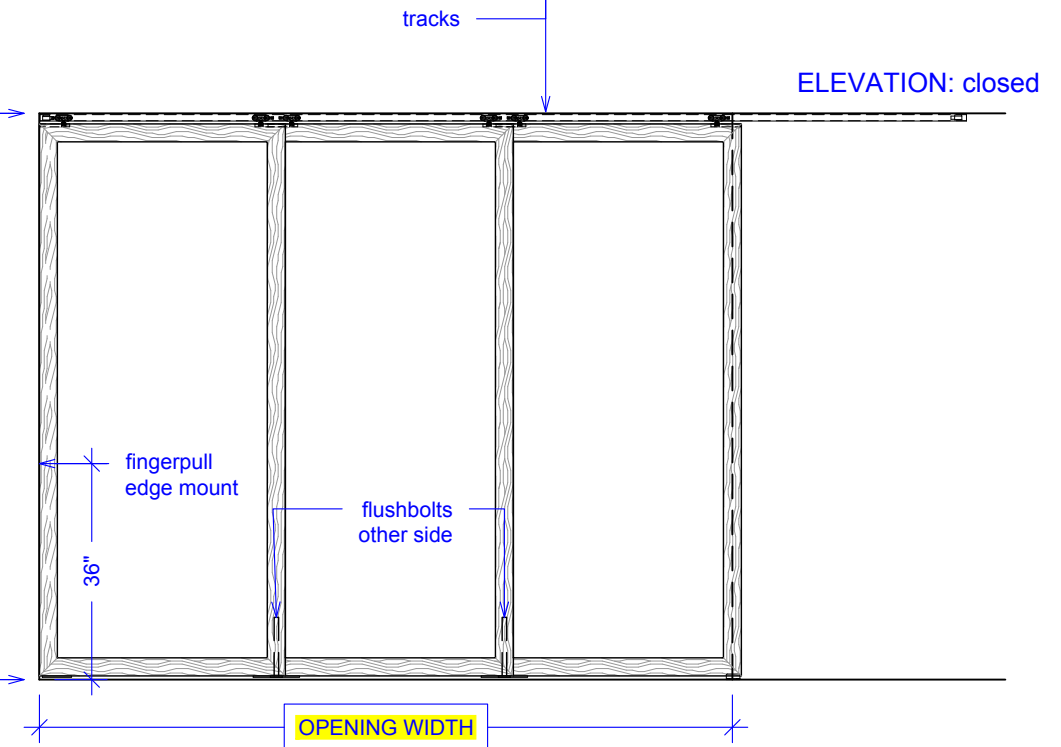 tracks
ELEVATION: closed
fingerpull
edge mount
flushbolts
other side
36"
OPENING WIDTH